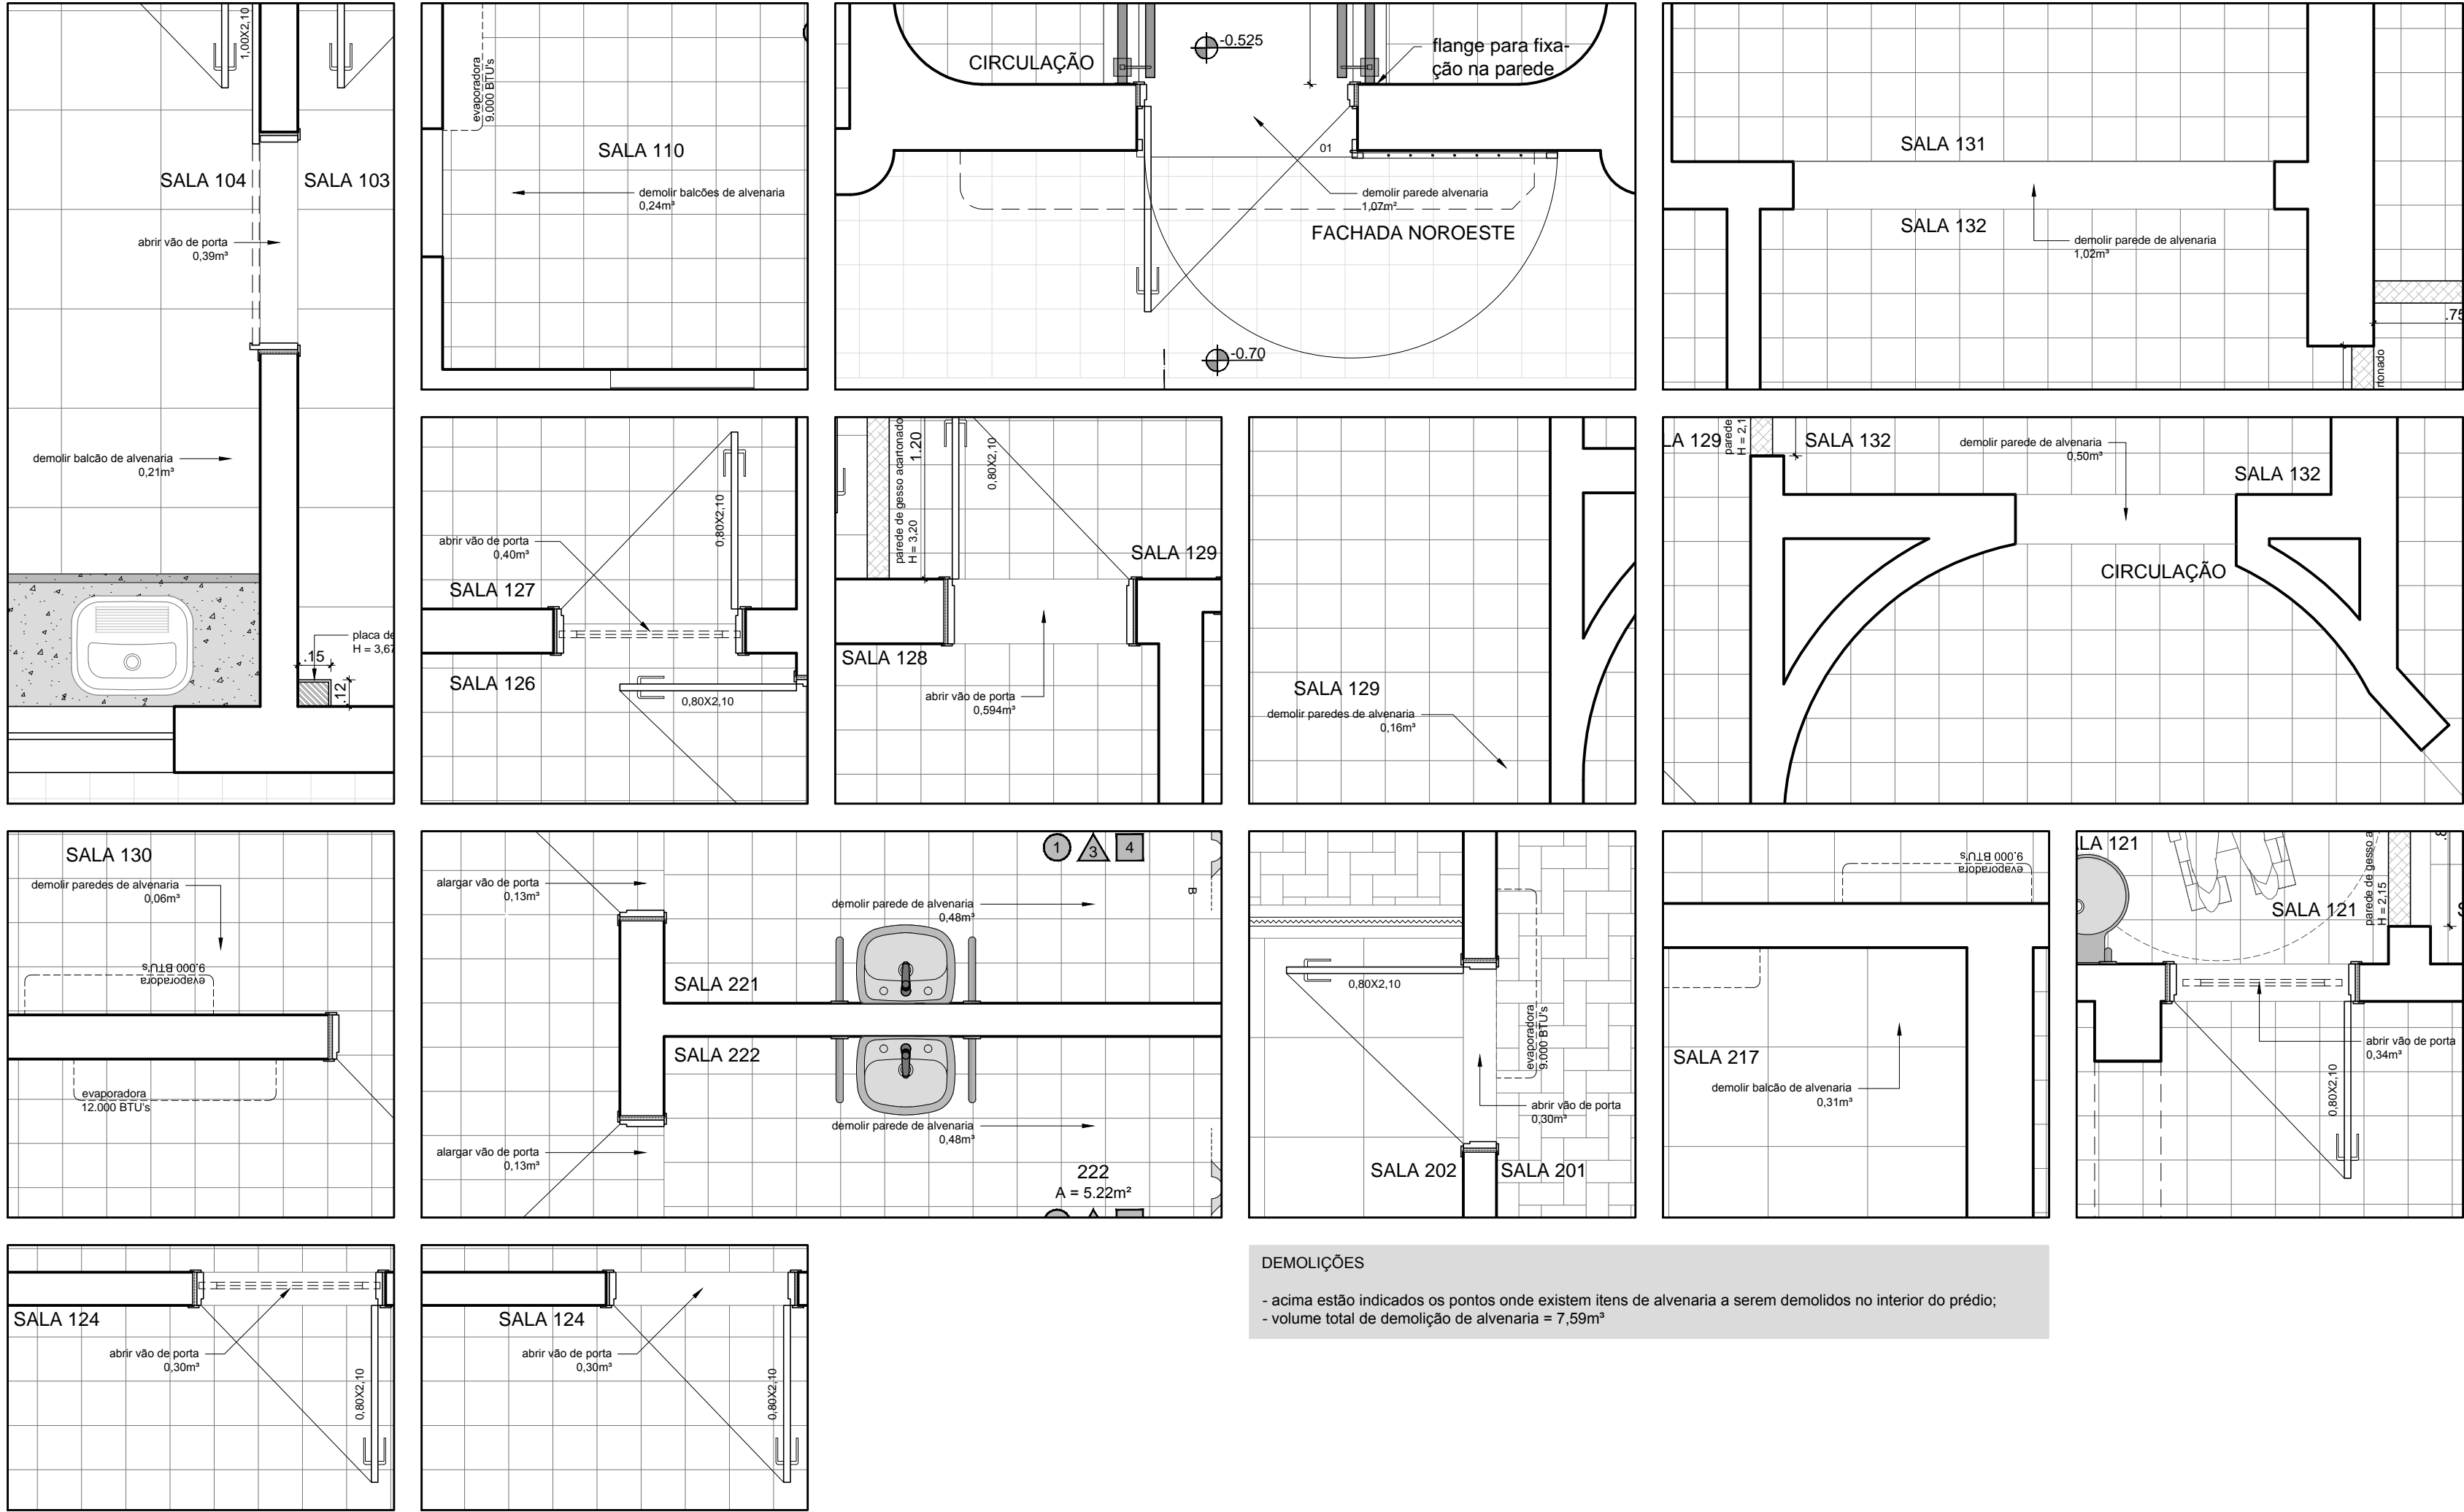 1,00X2,10
SALA 104
SALA 103
abrir vão de porta
0,39m³
demolir balcão de alvenaria
0,21m³
placa de
H = 3,67
.15
.12
evaporadora
9.000 BTU's
SALA 110
demolir balcões de alvenaria
0,24m³
CIRCULAÇÃO
-0.525
flange para fixa-
ção na parede
01
demolir parede alvenaria
1,07m³
FACHADA NOROESTE
-0.70
SALA 131
SALA 132
demolir parede de alvenaria
1,02m³
.75
rtonado
0,80X2,10
abrir vão de porta
0,40m³
SALA 127
SALA 126
0,80X2,10
parede de gesso acartonado
H = 3,20
1.20
0,80X2,10
SALA 129
SALA 128
abrir vão de porta
0,594m³
SALA 129
demolir paredes de alvenaria
0,16m³
LA 129
parede
H = 2,1
SALA 132
demolir parede de alvenaria
0,50m³
SALA 132
CIRCULAÇÃO
SALA 130
demolir paredes de alvenaria
0,06m³
evaporadora
9.000 BTU's
evaporadora
12.000 BTU's
1
3
4
B
alargar vão de porta
0,13m³
demolir parede de alvenaria
0,48m³
SALA 221
SALA 222
demolir parede de alvenaria
0,48m³
alargar vão de porta
0,13m³
222
A = 5.22m²
0,80X2,10
evaporadora
9.000 BTU's
abrir vão de porta
0,30m³
SALA 202
SALA 201
evaporadora
9.000 BTU's
SALA 217
demolir balcão de alvenaria
0,31m³
LA 121
SALA 121
parede de gesso a
H = 2,15
abrir vão de porta
0,34m³
0,80X2,10
SALA 124
abrir vão de porta
0,30m³
0,80X2,10
SALA 124
abrir vão de porta
0,30m³
0,80X2,10
DEMOLIÇÕES
- acima estão indicados os pontos onde existem itens de alvenaria a serem demolidos no interior do prédio;
- volume total de demolição de alvenaria = 7,59m³